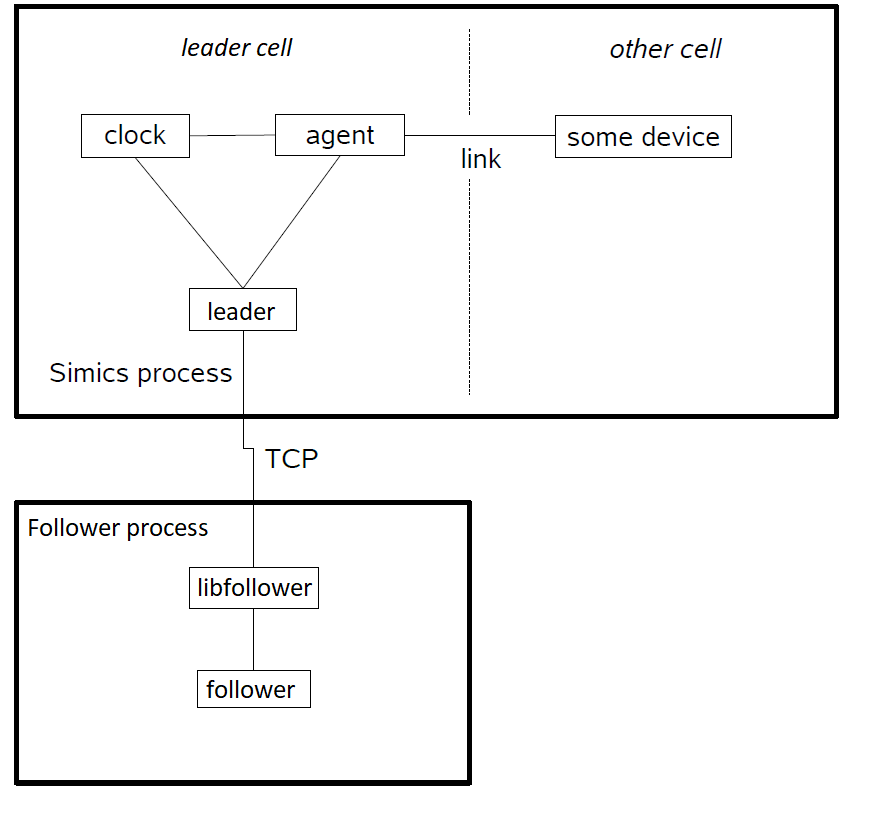 leader cell
other cell
clock
agent
some device
link
leader
Simics process
TCP
Follower process
libfollower
follower